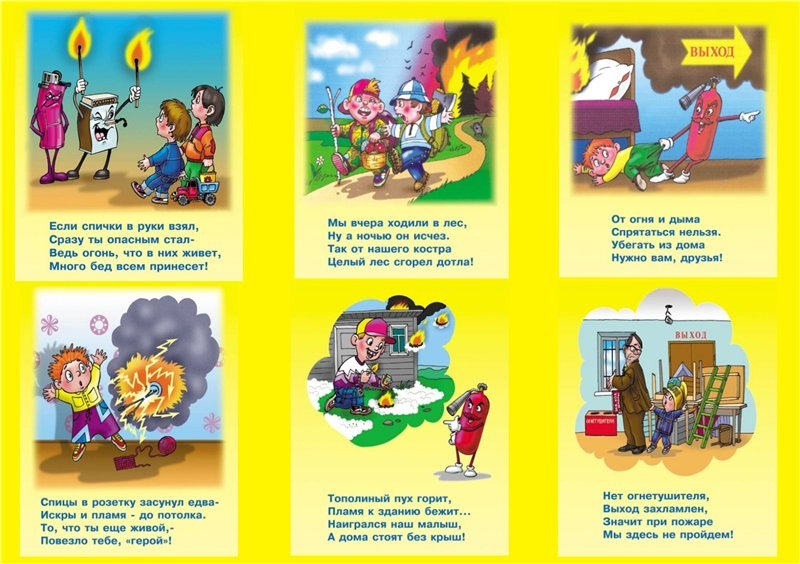 Если спички в руки взял,
Сразу ты опасным стал-
Ведь огонь, что в них живет,
Много бед всем принесет!
Мы вчера ходили в лес,
Ну а ночью он исчез.
Так от нашего костра
Целый лес сгорел дотла!
ВЫХОД
От огня и дыма
Спрятаться нельзя.
Убегать из дома
Нужно вам, друзья!
Спицы в розетку засунул едва-
Искры и пламя - до потолка.
То, что ты еще живой,-
Повезло тебе, «герой»!
Тополиный пух горит,
Пламя к зданию бежит...
Наигрался наш малыш,
А дома стоят без крыш!
ВЫХОД
ОГНЕТУШИТЕЛИ
Нет огнетушителя,
Выход захламлен,
Значит при пожаре
Мы здесь не пройдем!